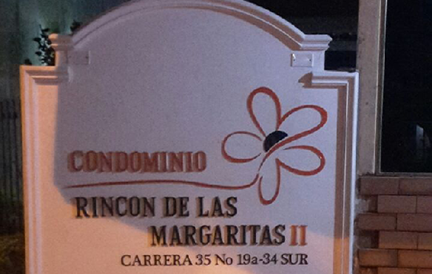 CONDOMINIO
RINCON DE LAS
MARGARITAS II
CARRERA 35 No 19a-34 SUR